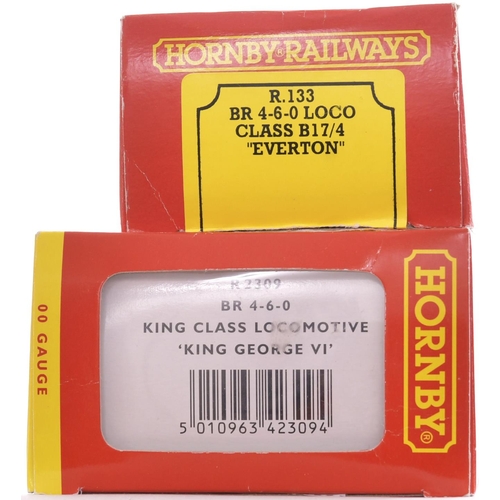 HORNBY® RAILWAYS
R.133
BR 4-6-0 LOCO
CLASS B17/4
"EVERTON"
00 GAUGE
R2309
BR 4-6-0
KING CLASS LOCOMOTIVE
'KING GEORGE VI'
5 010963 423094
HORNBY®